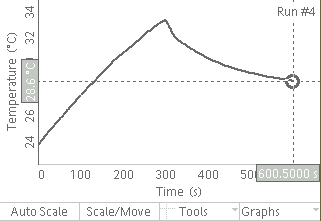 Run #4
34
32
28.6 °C
26
24
Temperature (°C)
0 100 200 300 400 500
600.5000 s
Time (s)
Auto Scale Scale/Move Tools Graphs